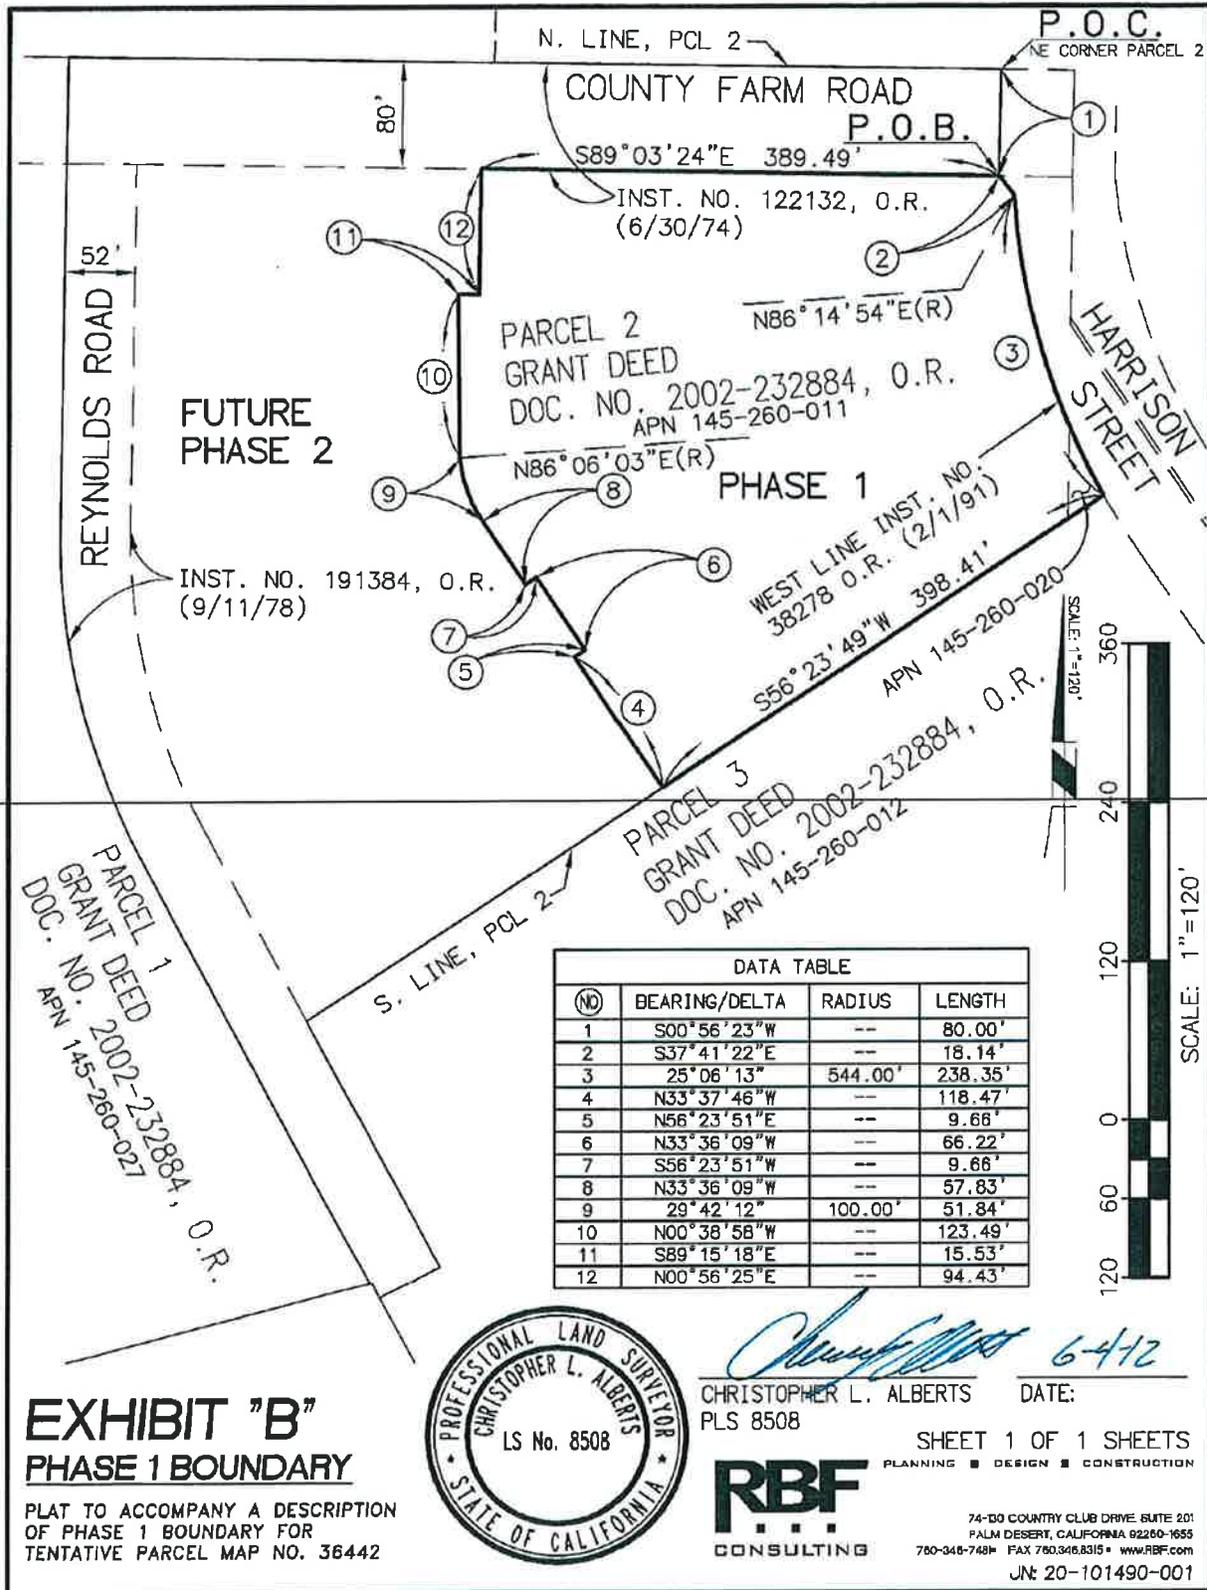 P.O.C.
NE CORNER PARCEL 2
N. LINE, PCL 2
COUNTY FARM ROAD
80'
P.O.B.
1
S89°03'24"E 389.49'
INST. NO. 122132, O.R.
(6/30/74)
12
11
2
52'
N86°14'54"E(R)
REYNOLDS ROAD
HARRISON
STREET
PARCEL 2
GRANT DEED
DOC. NO. 2002-232884, O.R.
APN 145-260-011
3
10
FUTURE
PHASE 2
N86°06'03"E(R)
PHASE 1
9
8
WEST LINE INST. NO.
38278 O.R. (2/1/91)
6
INST. NO. 191384, O.R.
(9/11/78)
7
5
S56°23'49"W 398.41'
APN 145-260-020
SCALE: 1"=120'
4
PARCEL 3
GRANT DEED
DOC. NO. 2002-232884, O.R.
APN 145-260-012
S. LINE, PCL 2
PARCEL 1
GRANT DEED
DOC. NO. 2002-232884, O.R.
APN 145-260-027
360
240
120
0
60
120
SCALE: 1"=120'
DATA TABLE
NO BEARING/DELTA RADIUS LENGTH
1 S00°56'23"W -- 80.00'
2 S37°41'22"E -- 18.14'
3 25°06'13" 544.00' 238.35'
4 N33°37'46"W -- 118.47'
5 N56°23'51"E -- 9.66'
6 N33°36'09"W -- 66.22'
7 S56°23'51"W -- 9.66'
8 N33°36'09"W -- 57.83'
9 29°42'12" 100.00' 51.84'
10 N00°38'58"W -- 123.49'
11 S89°15'18"E -- 15.53'
12 N00°56'25"E -- 94.43'
PROFESSIONAL LAND SURVEYOR
CHRISTOPHER L. ALBERTS
LS No. 8508
STATE OF CALIFORNIA
6-4-12
CHRISTOPHER L. ALBERTS DATE:
PLS 8508
EXHIBIT "B"
PHASE 1 BOUNDARY
PLAT TO ACCOMPANY A DESCRIPTION
OF PHASE 1 BOUNDARY FOR
TENTATIVE PARCEL MAP NO. 36442
SHEET 1 OF 1 SHEETS
PLANNING ■ DESIGN ■ CONSTRUCTION
RBF
CONSULTING
COUNTRY CLUB DRIVE SUITE 201
PALM DESERT, CALIFORNIA 92260-1655
FAX 760.346.8315 • www.RBF.com
JN: 20-101490-001